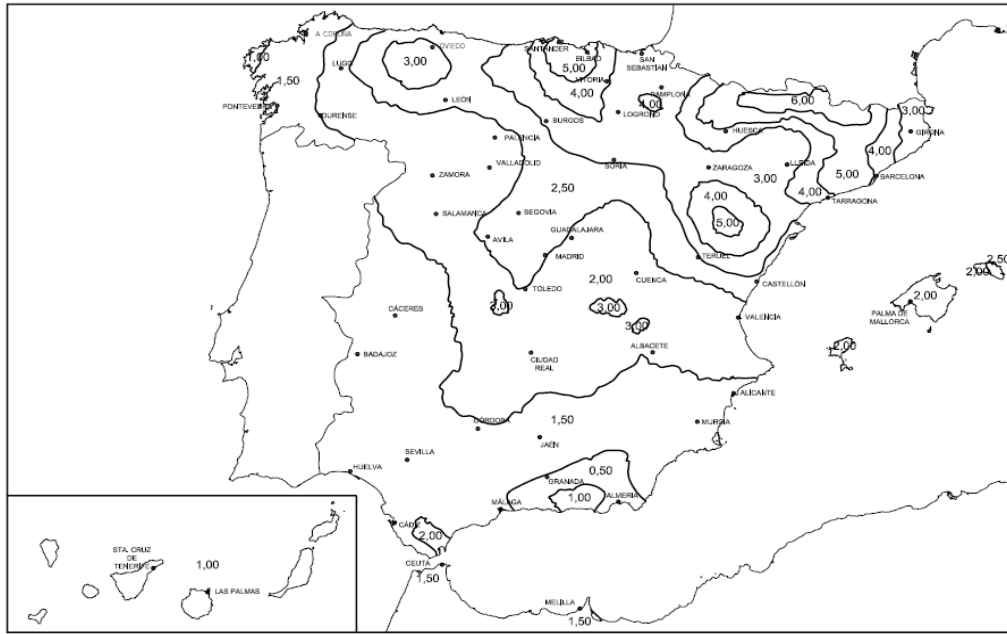 A CORUÑA
OVIEDO
SANTANDER
BILBAO
SAN
SEBASTIÁN
1,00
3,00
5,00
LUGO
1,50
VITORIA
4,00
PAMPLONA
4,00
6,00
3,00
PONTEVEDRA
OURENSE
LEÓN
BURGOS
LOGROÑO
HUESCA
GIRONA
PALENCIA
4,00
VALLADOLID
SORIA
ZARAGOZA
LLEIDA
ZAMORA
3,00
5,00
BARCELONA
2,50
4,00
4,00
TARRAGONA
SALAMANCA
SEGOVIA
5,00
GUADALAJARA
AVILA
MADRID
TERUEL
2,50
2,00
2,00
CUENCA
CASTELLÓN
TOLEDO
2,00
CÁCERES
3,00
3,00
VALENCIA
PALMA DE
MALLORCA
3,00
2,00
BADAJOZ
CIUDAD
REAL
ALBACETE
ALICANTE
1,50
MURCIA
CÓRDOBA
JAÉN
SEVILLA
HUELVA
0,50
GRANADA
1,00
ALMERÍA
MÁLAGA
CÁDIZ
2,00
CEUTA
1,50
MELILLA
1,50
STA. CRUZ
DE
TENERIFE
1,00
LAS PALMAS